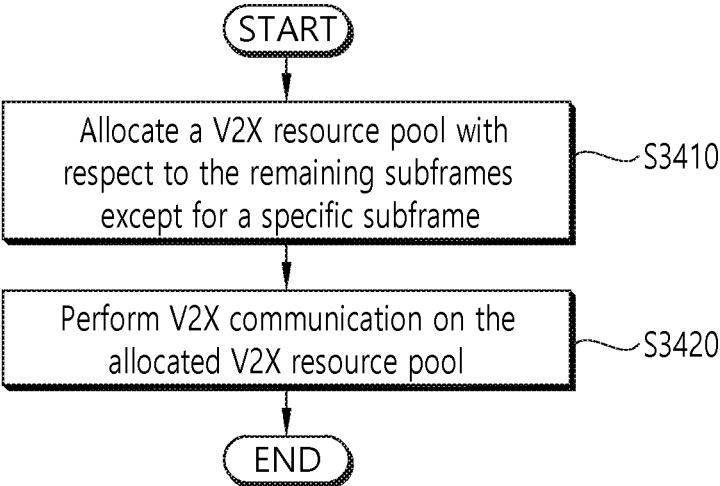 START
Allocate a V2X resource pool with
respect to the remaining subframes
except for a specific subframe
S3410
Perform V2X communication on the
allocated V2X resource pool
S3420
END